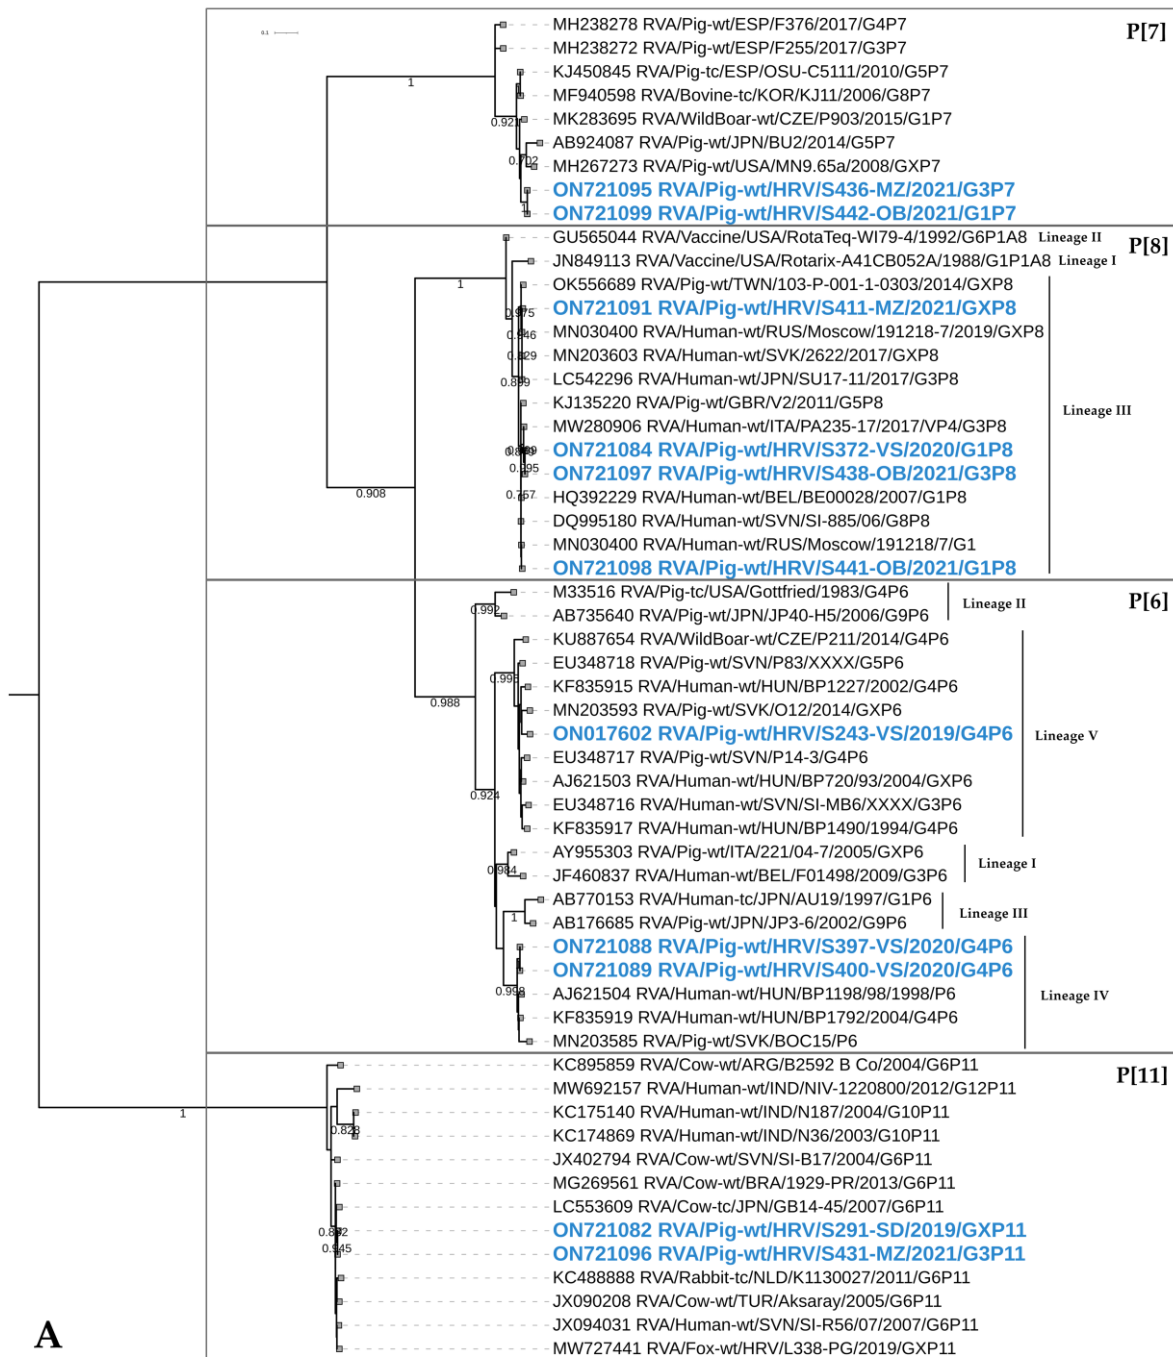 0.1
MH238278 RVA/Pig-wt/ESP/F376/2017/G4P7
P[7]
MH238272 RVA/Pig-wt/ESP/F255/2017/G3P7
KJ450845 RVA/Pig-tc/ESP/OSU-C5111/2010/G5P7
1
MF940598 RVA/Bovine-tc/KOR/KJ11/2006/G8P7
0.921
MK283695 RVA/WildBoar-wt/CZE/P903/2015/G1P7
AB924087 RVA/Pig-wt/JPN/BU2/2014/G5P7
0.702
MH267273 RVA/Pig-wt/USA/MN9.65a/2008/GXP7
ON721095 RVA/Pig-wt/HRV/S436-MZ/2021/G3P7
1
ON721099 RVA/Pig-wt/HRV/S442-OB/2021/G1P7
GU565044 RVA/Vaccine/USA/RotaTeq-WI79-4/1992/G6P1A8 Lineage II
P[8]
JN849113 RVA/Vaccine/USA/Rotarix-A41CB052A/1988/G1P1A8 Lineage I
1
OK556689 RVA/Pig-wt/TWN/103-P-001-1-0303/2014/GXP8
0.975
ON721091 RVA/Pig-wt/HRV/S411-MZ/2021/GXP8
MN030400 RVA/Human-wt/RUS/Moscow/191218-7/2019/GXP8
MN203603 RVA/Human-wt/SVK/2622/2017/GXP8
LC542296 RVA/Human-wt/JPN/SU17-11/2017/G3P8
KJ135220 RVA/Pig-wt/GBR/V2/2011/G5P8
Lineage III
MW280906 RVA/Human-wt/ITA/PA235-17/2017/VP4/G3P8
ON721084 RVA/Pig-wt/HRV/S372-VS/2020/G1P8
ON721097 RVA/Pig-wt/HRV/S438-OB/2021/G3P8
0.908
HQ392229 RVA/Human-wt/BEL/BE00028/2007/G1P8
DQ995180 RVA/Human-wt/SVN/SI-885/06/G8P8
MN030400 RVA/Human-wt/RUS/Moscow/191218/7/G1
ON721098 RVA/Pig-wt/HRV/S441-OB/2021/G1P8
M33516 RVA/Pig-tc/USA/Gottfried/1983/G4P6
P[6]
Lineage II
0.992
AB735640 RVA/Pig-wt/JPN/JP40-H5/2006/G9P6
KU887654 RVA/WildBoar-wt/CZE/P211/2014/G4P6
EU348718 RVA/Pig-wt/SVN/P83/XXXX/G5P6
KF835915 RVA/Human-wt/HUN/BP1227/2002/G4P6
0.988
MN203593 RVA/Pig-wt/SVK/O12/2014/GXP6
ON017602 RVA/Pig-wt/HRV/S243-VS/2019/G4P6
Lineage V
EU348717 RVA/Pig-wt/SVN/P14-3/G4P6
AJ621503 RVA/Human-wt/HUN/BP720/93/2004/GXP6
0.924
EU348716 RVA/Human-wt/SVN/SI-MB6/XXXX/G3P6
KF835917 RVA/Human-wt/HUN/BP1490/1994/G4P6
AY955303 RVA/Pig-wt/ITA/221/04-7/2005/GXP6
Lineage I
0.984
JF460837 RVA/Human-wt/BEL/F01498/2009/G3P6
AB770153 RVA/Human-tc/JPN/AU19/1997/G1P6
Lineage III
1
AB176685 RVA/Pig-wt/JPN/JP3-6/2002/G9P6
ON721088 RVA/Pig-wt/HRV/S397-VS/2020/G4P6
ON721089 RVA/Pig-wt/HRV/S400-VS/2020/G4P6
0.998
AJ621504 RVA/Human-wt/HUN/BP1198/98/1998/P6
Lineage IV
KF835919 RVA/Human-wt/HUN/BP1792/2004/G4P6
MN203585 RVA/Pig-wt/SVK/BOC15/P6
KC895859 RVA/Cow-wt/ARG/B2592 B Co/2004/G6P11
P[11]
MW692157 RVA/Human-wt/IND/NIV-1220800/2012/G12P11
1
KC175140 RVA/Human-wt/IND/N187/2004/G10P11
0.828
KC174869 RVA/Human-wt/IND/N36/2003/G10P11
JX402794 RVA/Cow-wt/SVN/SI-B17/2004/G6P11
MG269561 RVA/Cow-wt/BRA/1929-PR/2013/G6P11
LC553609 RVA/Cow-tc/JPN/GB14-45/2007/G6P11
ON721082 RVA/Pig-wt/HRV/S291-SD/2019/GXP11
0.945
ON721096 RVA/Pig-wt/HRV/S431-MZ/2021/G3P11
KC488888 RVA/Rabbit-tc/NLD/K1130027/2011/G6P11
JX090208 RVA/Cow-wt/TUR/Aksaray/2005/G6P11
JX094031 RVA/Human-wt/SVN/SI-R56/07/2007/G6P11
MW727441 RVA/Fox-wt/HRV/L338-PG/2019/GXP11
A